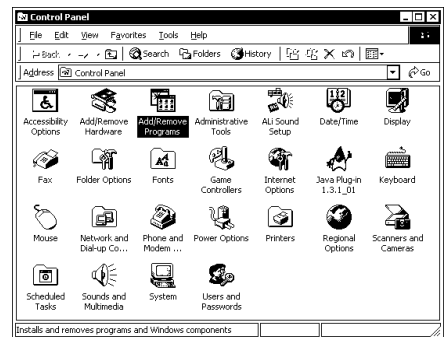 Control Panel
File Edit View Favorites Tools Help
Back Search Folders History
Address Control Panel Go
Accessibility Options
Add/Remove Hardware
Add/Remove Programs
Administrative Tools
ALi Sound Setup
Date/Time
Display
Fax
Folder Options
Fonts
Game Controllers
Internet Options
Java Plug-in 1.3.1_01
Keyboard
Mouse
Network and Dial-up Co...
Phone and Modem ...
Power Options
Printers
Regional Options
Scanners and Cameras
Scheduled Tasks
Sounds and Multimedia
System
Users and Passwords
Installs and removes programs and Windows components